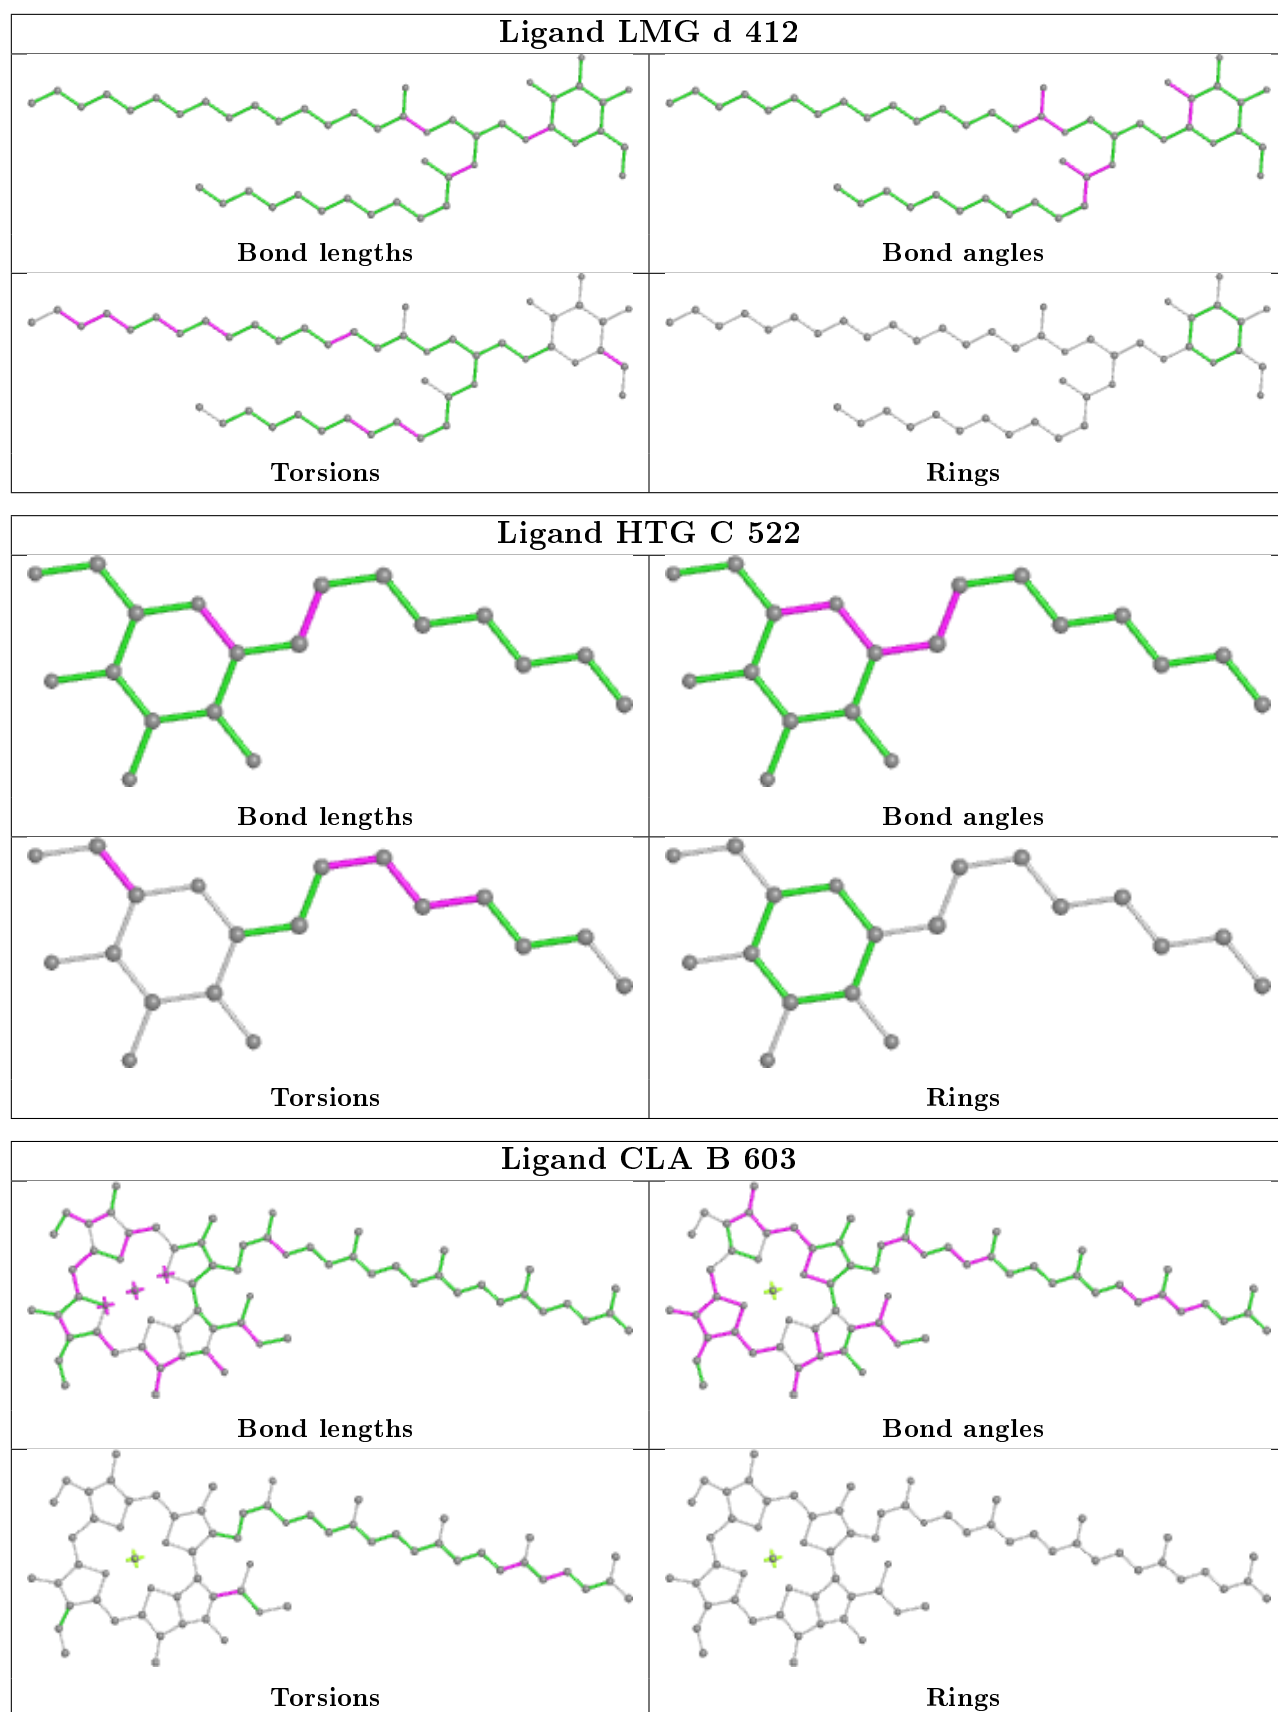 Ligand LMG d 412
Bond lengths
Bond angles
Torsions
Rings
Ligand HTG C 522
Bond lengths
Bond angles
Torsions
Rings
Ligand CLA B 603
Bond lengths
Bond angles
Torsions
Rings